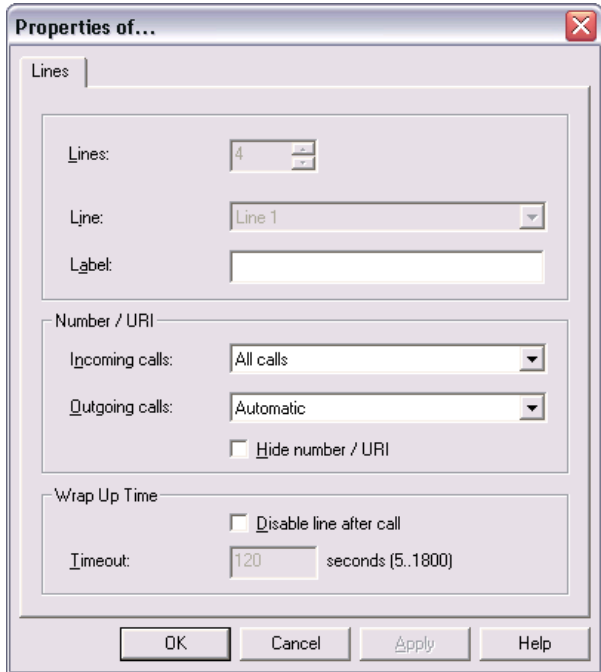 Properties of...
Lines
Lines: 4
Line: Line 1
Label:
Number / URI
Incoming calls: All calls
Outgoing calls: Automatic
Hide number / URI
Wrap Up Time
Disable line after call
Timeout: 120 seconds (5..1800)
OK Cancel Apply Help